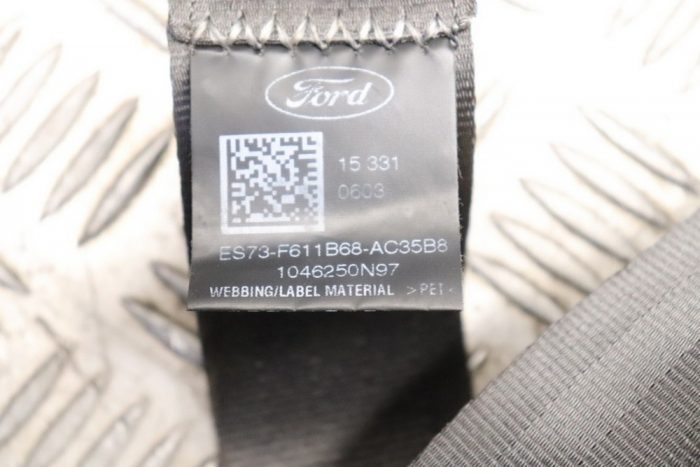 Ford
15 331
0603
ES73-F611B68-AC35B8
1046250N97
WEBBING/LABEL MATERIAL >PET<